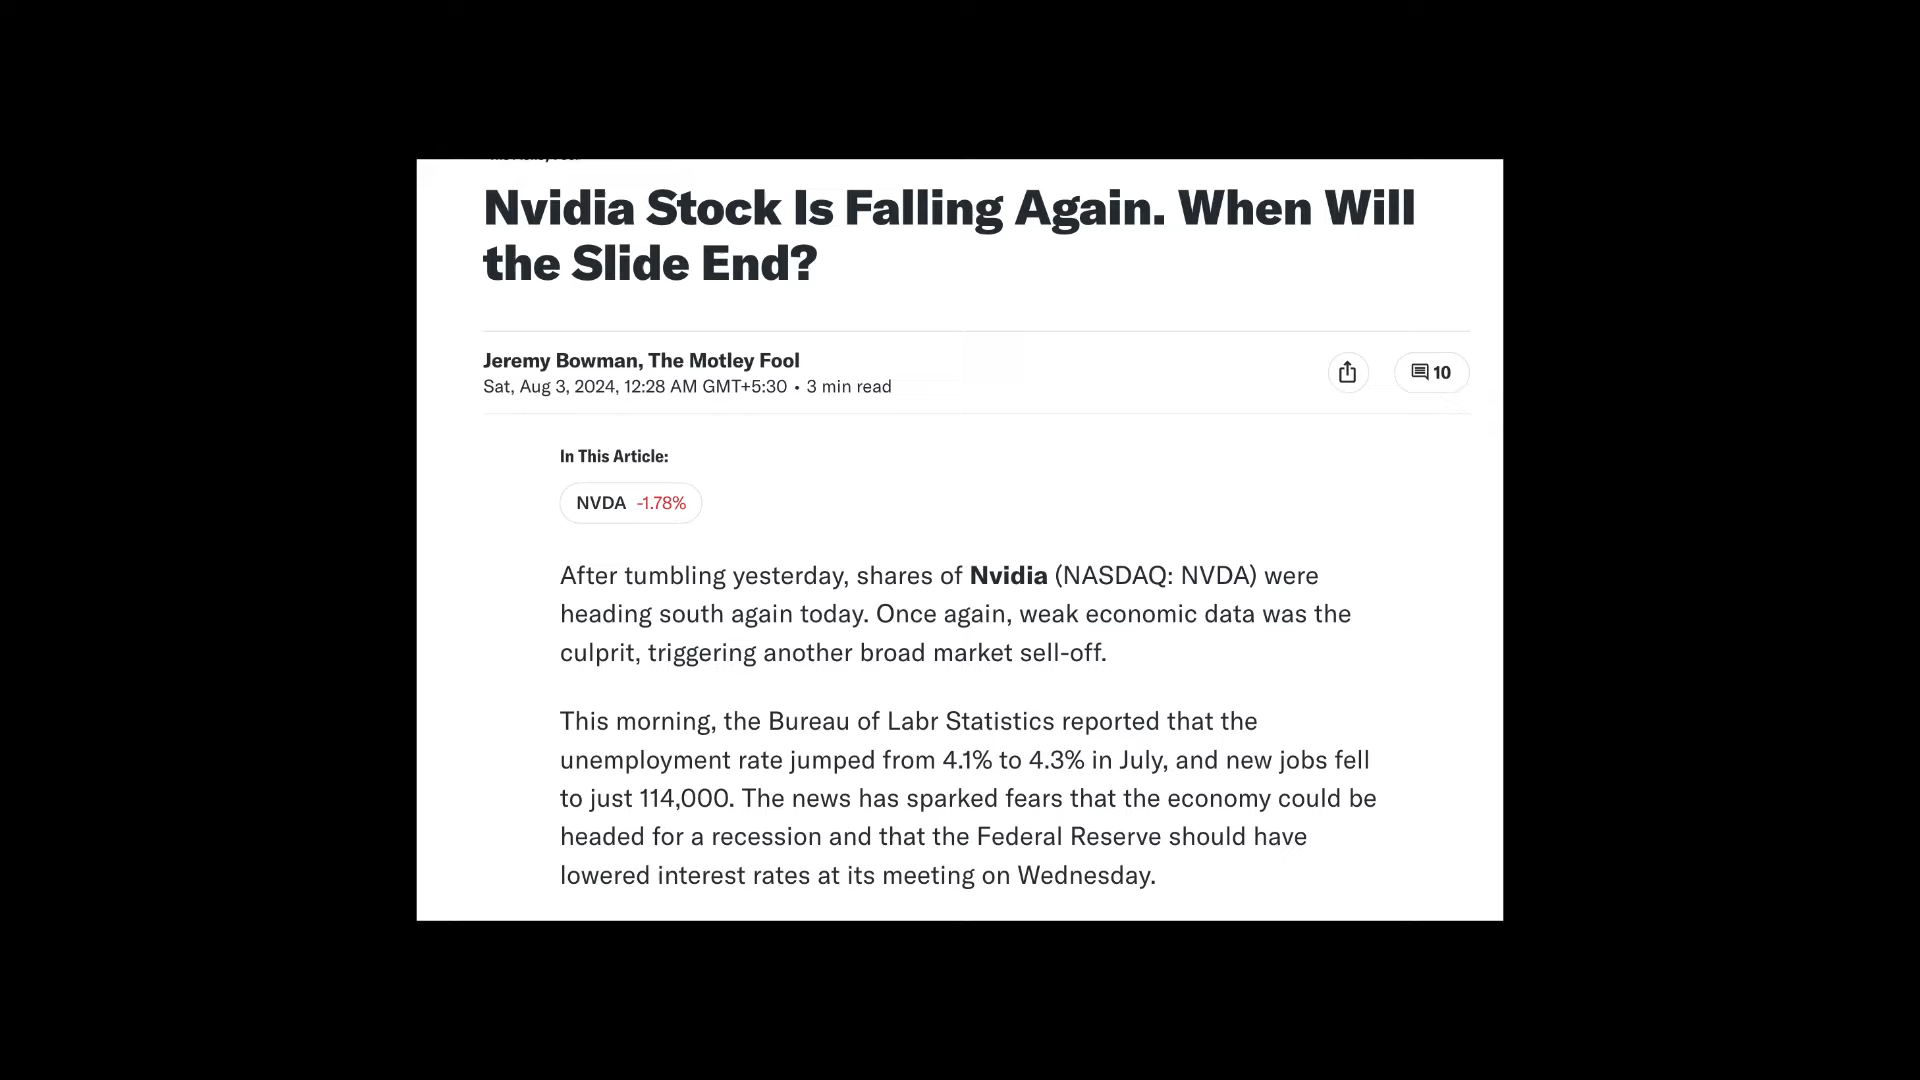 Nvidia Stock Is Falling Again. When Will
the Slide End?
Jeremy Bowman, The Motley Fool
Sat, Aug 3, 2024, 12:28 AM GMT+5:30 • 3 min read
10
In This Article:
NVDA -1.78%
After tumbling yesterday, shares of Nvidia (NASDAQ: NVDA) were
heading south again today. Once again, weak economic data was the
culprit, triggering another broad market sell-off.
This morning, the Bureau of Labr Statistics reported that the
unemployment rate jumped from 4.1% to 4.3% in July, and new jobs fell
to just 114,000. The news has sparked fears that the economy could be
headed for a recession and that the Federal Reserve should have
lowered interest rates at its meeting on Wednesday.